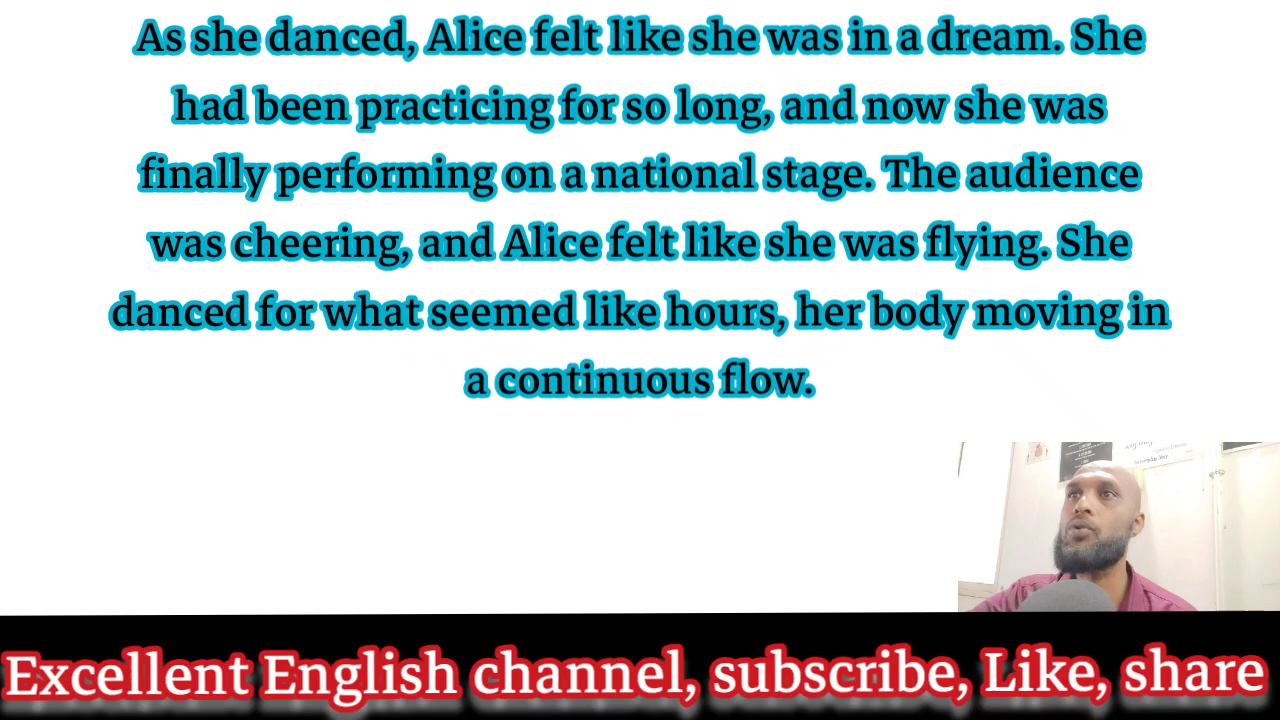 As she danced, Alice felt like she was in a dream. She
had been practicing for so long, and now she was
finally performing on a national stage. The audience
was cheering, and Alice felt like she was flying. She
danced for what seemed like hours, her body moving in
a continuous flow.
Excellent English channel, subscribe, Like, share